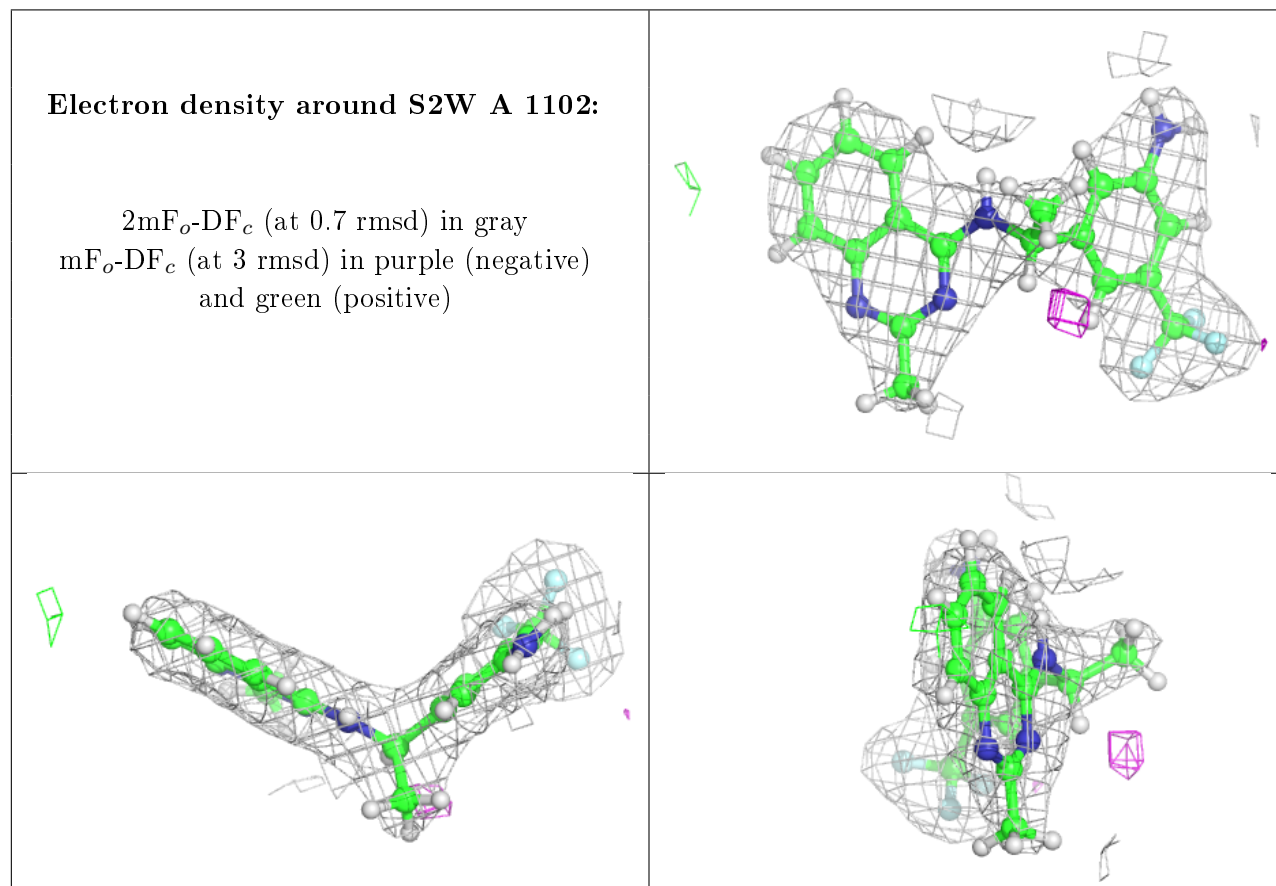 Electron density around S2W A 1102:
2mFo-DFc (at 0.7 rmsd) in gray
mFo-DFc (at 3 rmsd) in purple (negative)
and green (positive)